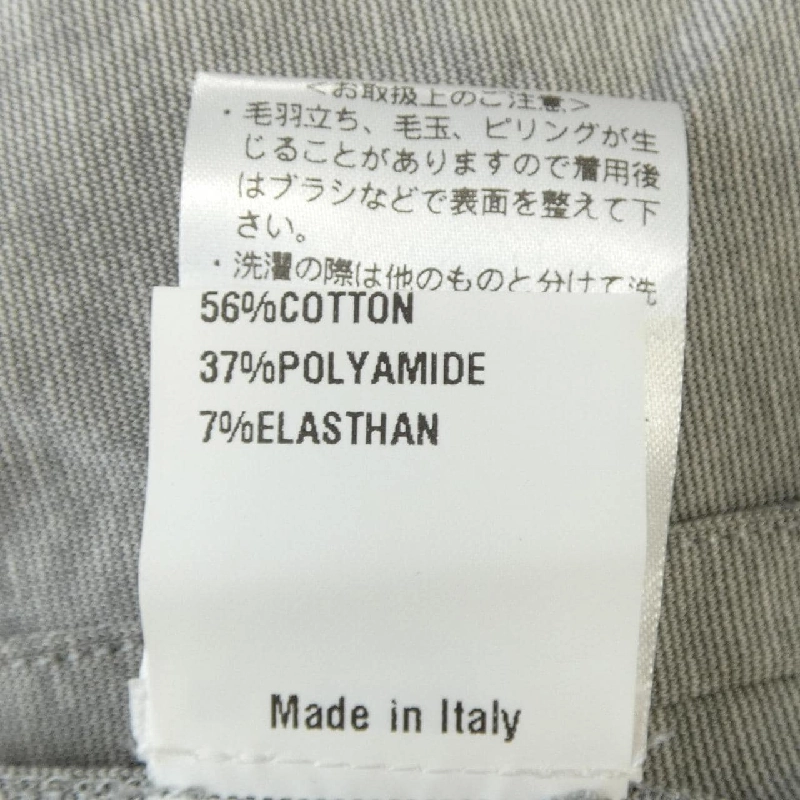 <お取扱上のご注意>
・毛羽立ち、毛玉、ピリングが生
じることがありますので着用後
はブラシなどで表面を整えて下
さい。
・洗濯の際は他のものと分けて洗
56%COTTON
37%POLYAMIDE
7%ELASTHAN
Made in Italy